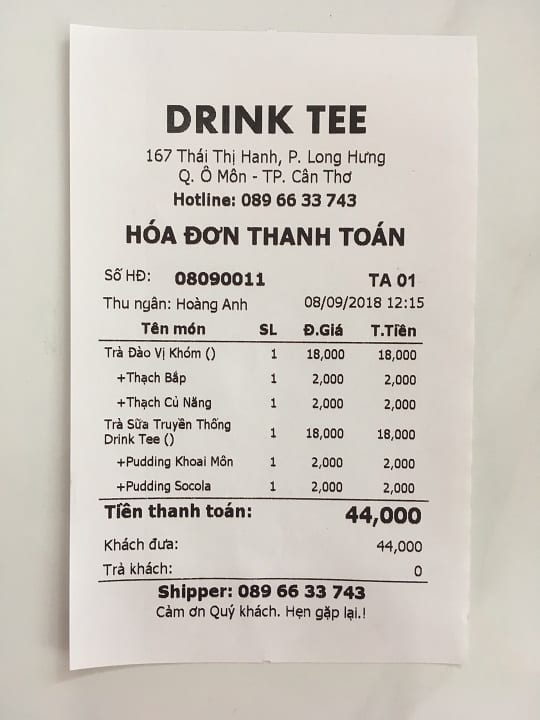 DRINK TEE
167 Thái Thị Hanh, P. Long Hưng
Q. Ô Môn - TP. Cần Thơ
Hotline: 089 66 33 743
HÓA ĐƠN THANH TOÁN
Số HĐ: 08090011 TA 01
Thu ngân: Hoàng Anh 08/09/2018 12:15
Tên món SL Đ.Giá T.Tiền
Trà Đào Vị Khóm () 1 18,000 18,000
+Thạch Bắp 1 2,000 2,000
+Thạch Củ Năng 1 2,000 2,000
Trà Sữa Truyền Thống
Drink Tee () 1 18,000 18,000
+Pudding Khoai Môn 1 2,000 2,000
+Pudding Socola 1 2,000 2,000
Tiền thanh toán: 44,000
Khách đưa: 44,000
Trả khách: 0
Shipper: 089 66 33 743
Cảm ơn Quý khách. Hẹn gặp lại.!